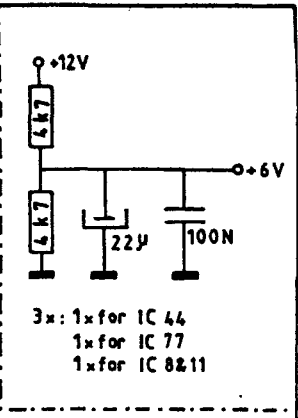 +12V
4k7
+6V
4k7
22µ
100N
3x: 1x for IC 44
1x for IC 77
1x for IC 8&11